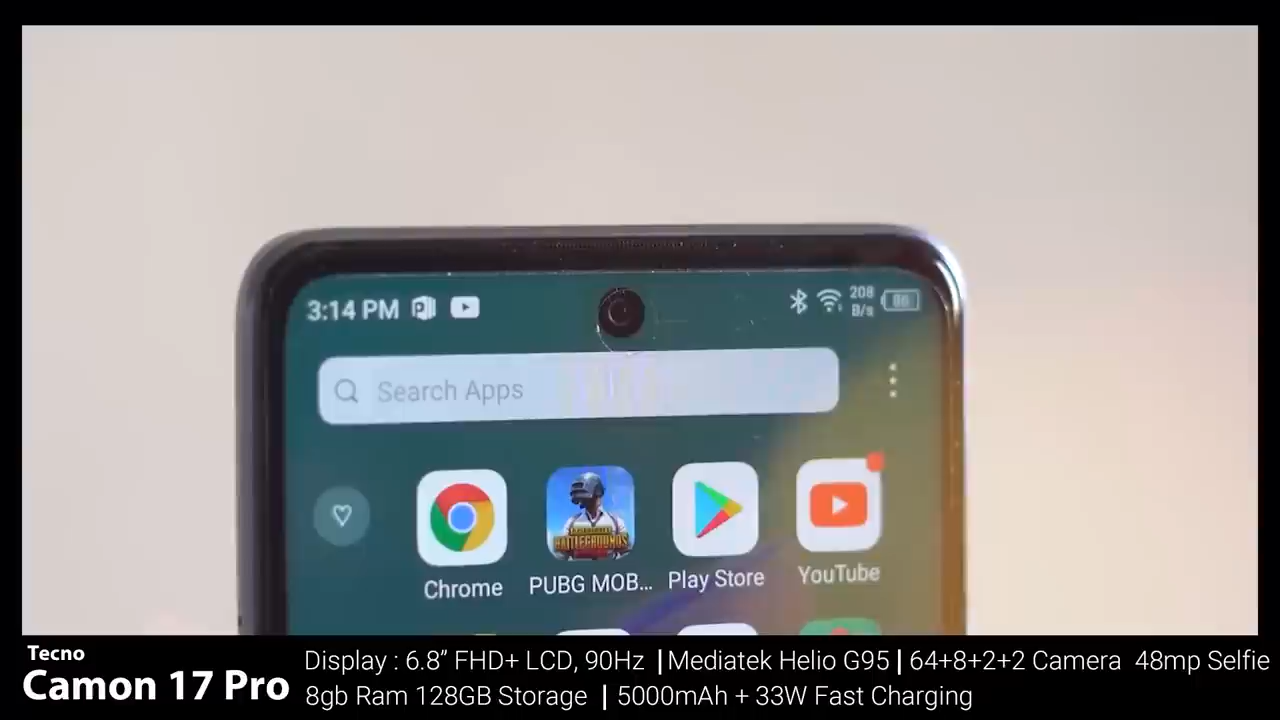 3:14 PM
208
B/s
86
Search Apps
BATTLEGROUNDS
Chrome
PUBG MOB...
Play Store
YouTube
Tecno
Camon 17 Pro
Display : 6.8” FHD+ LCD, 90Hz | Mediatek Helio G95 | 64+8+2+2 Camera 48mp Selfie
8gb Ram 128GB Storage | 5000mAh + 33W Fast Charging